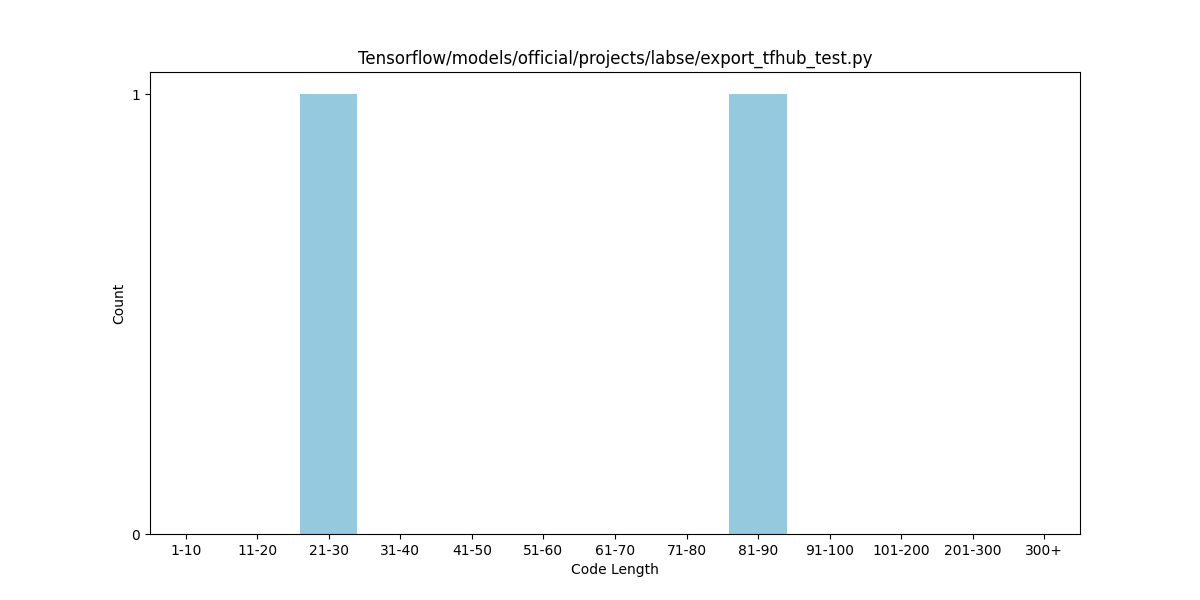 Tensorflow/models/official/projects/labse/export_tfhub_test.py
1
Count
0
1-10 11-20 21-30 31-40 41-50 51-60 61-70 71-80 81-90 91-100 101-200 201-300 300+
Code Length